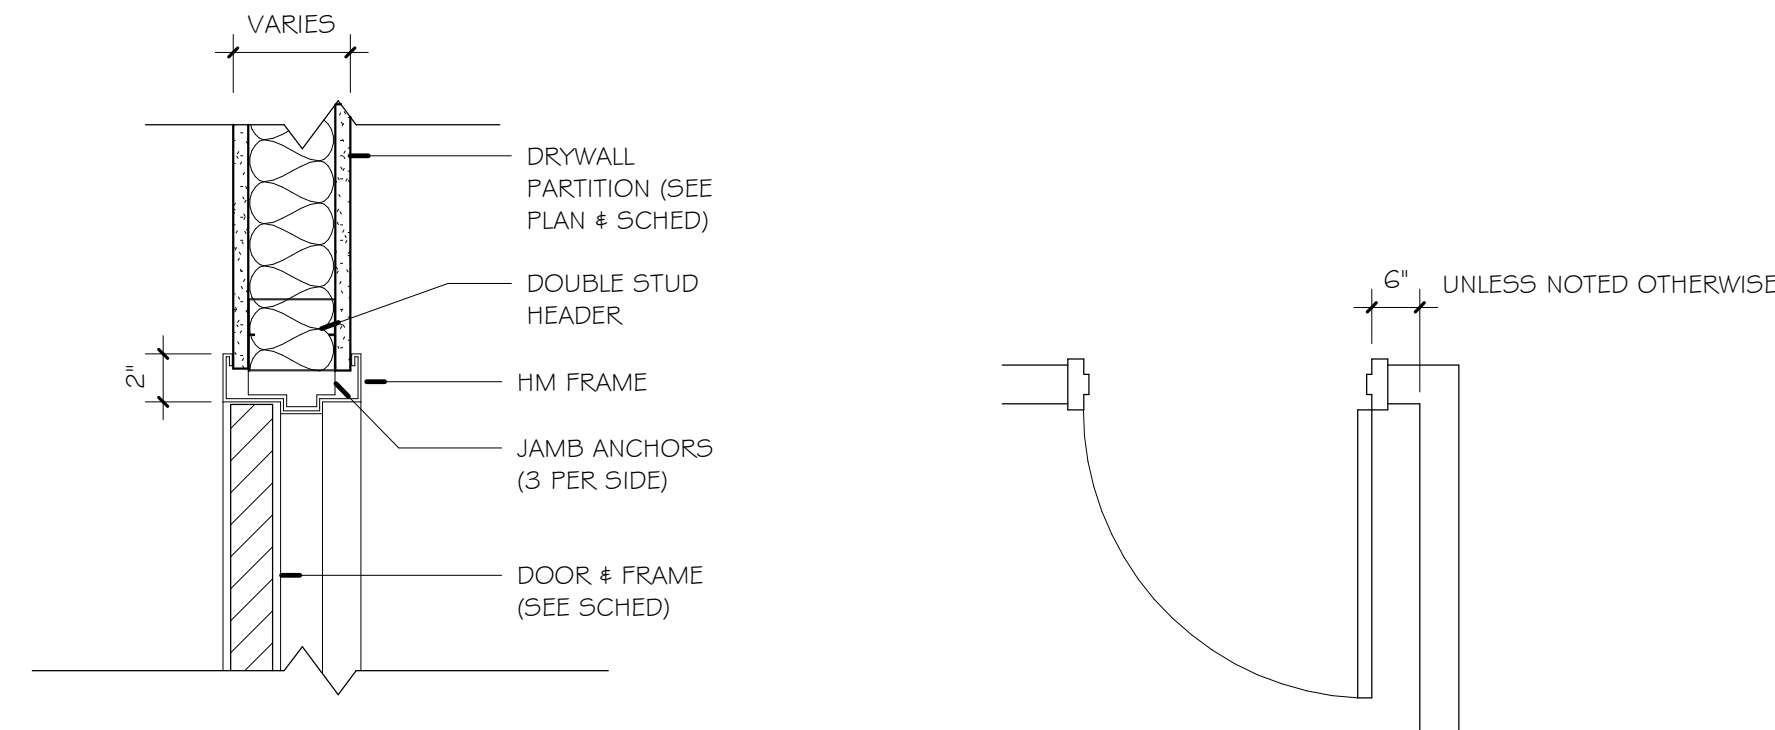 VARIES
DRYWALL
PARTITION (SEE
PLAN & SCHED)
DOUBLE STUD
HEADER
2"
HM FRAME
JAMB ANCHORS
(3 PER SIDE)
DOOR & FRAME
(SEE SCHED)
6"
UNLESS NOTED OTHERWISE